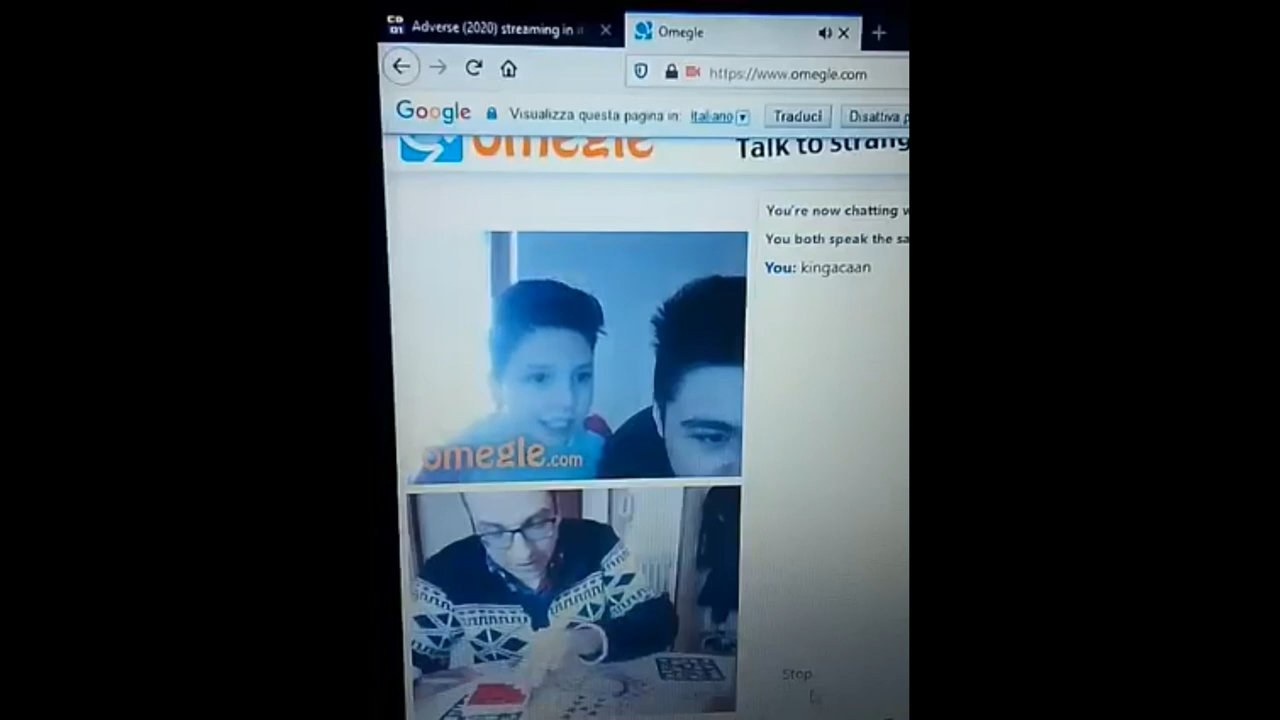 Adverse (2020) streaming in
Omegle
https://www.omegle.com
Google Visualizza questa pagina in: Italiano Traduci Disattiva
omegle Talk to strang
You're now chatting w
You both speak the sa
You: kingacaan
omegle.com
Stop